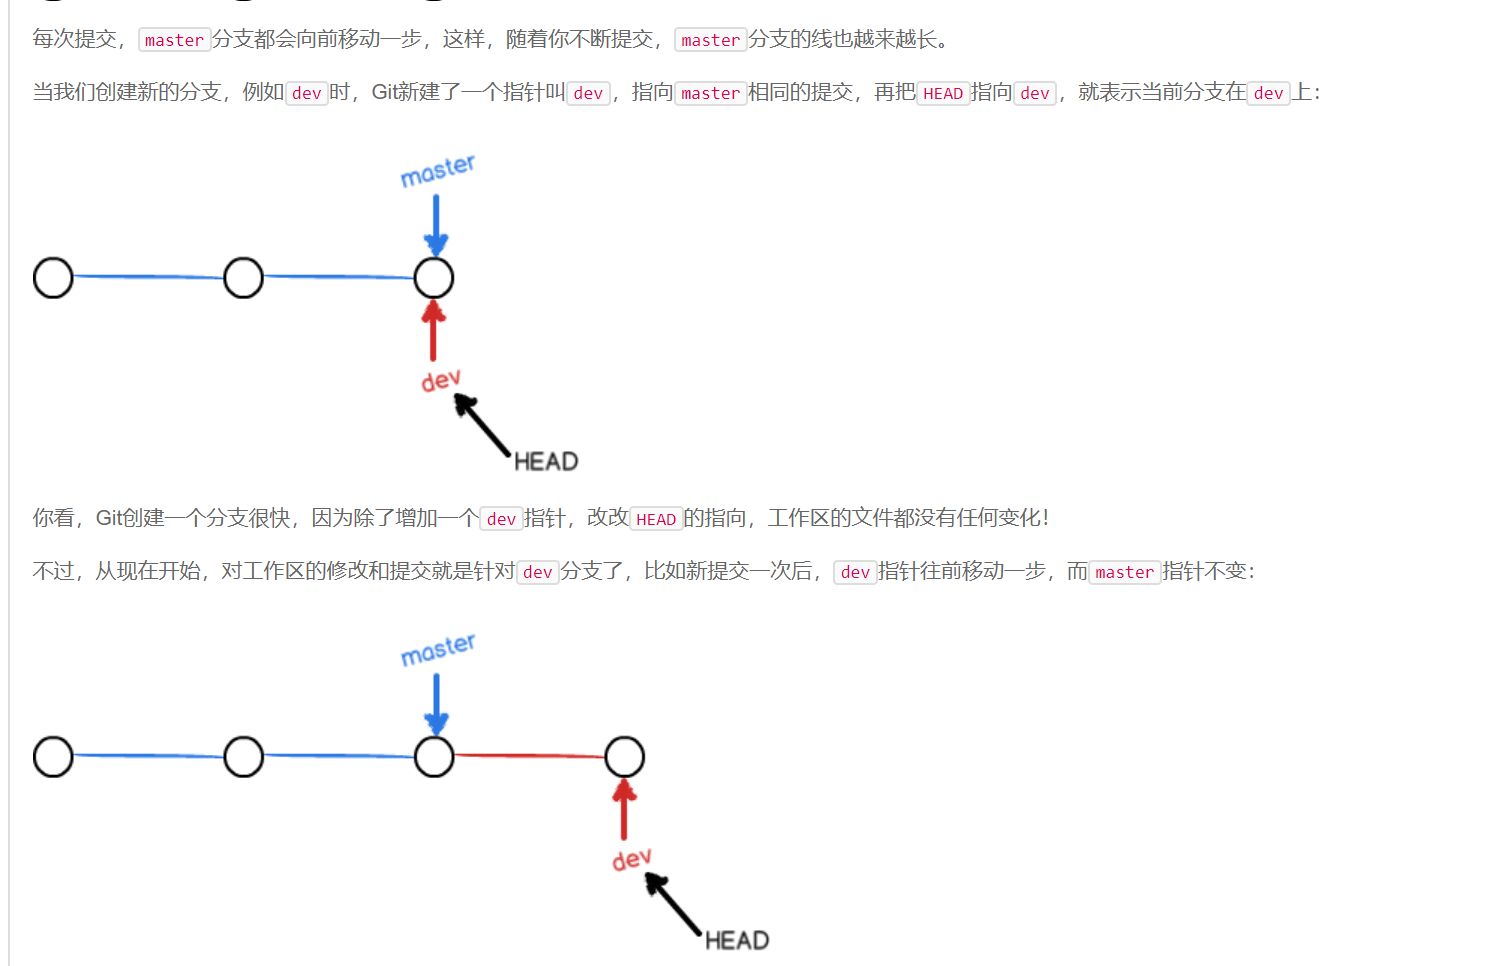 每次提交，master分支都会向前移动一步，这样，随着你不断提交，master分支的线也越来越长。
当我们创建新的分支，例如dev时，Git新建了一个指针叫dev，指向master相同的提交，再把HEAD指向dev，就表示当前分支在dev上：
master
dev
HEAD
你看，Git创建一个分支很快，因为除了增加一个dev指针，改改HEAD的指向，工作区的文件都没有任何变化！
不过，从现在开始，对工作区的修改和提交就是针对dev分支了，比如新提交一次后，dev指针往前移动一步，而master指针不变：
master
dev
HEAD